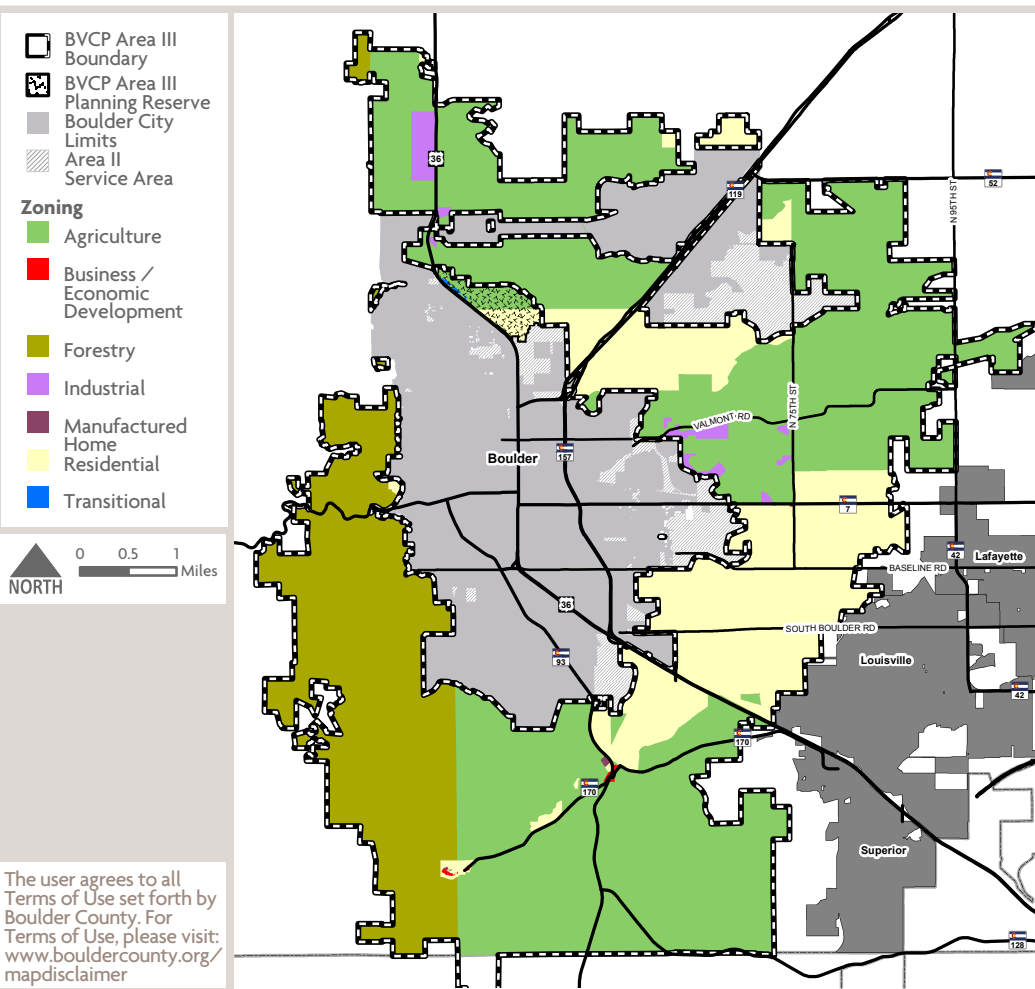 BVCP Area III
Boundary
BVCP Area III
Planning Reserve
Boulder City
Limits
Area II
Service Area
Zoning
Agriculture
Business /
Economic
Development
Forestry
Industrial
Manufactured
Home
Residential
Transitional
NORTH
0 0.5 1
Miles
The user agrees to all
Terms of Use set forth by
Boulder County. For
Terms of Use, please visit:
www.bouldercounty.org/
mapdisclaimer
36
119
52
N 95TH ST
N 75TH ST
VALMONT RD
Boulder
157
7
42
Lafayette
BASELINE RD
36
SOUTH BOULDER RD
93
Louisville
42
170
170
Superior
128